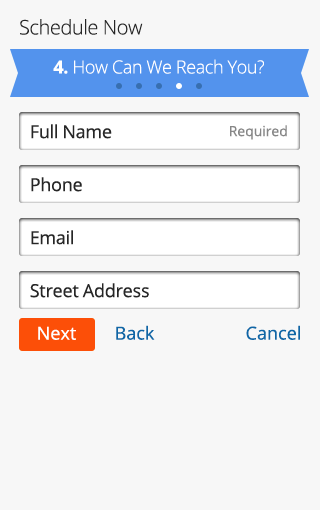 Schedule Now
4. How Can We Reach You?
Full Name Required
Phone
Email
Street Address
Next Back Cancel